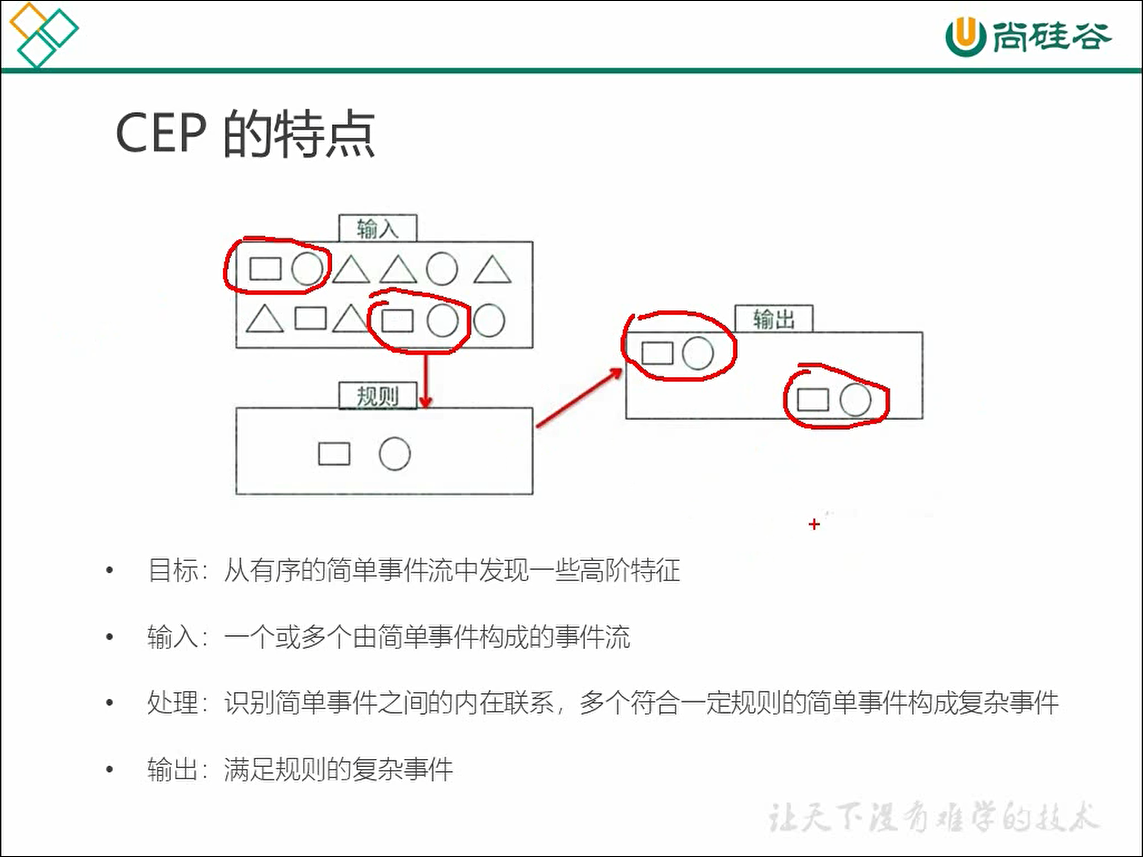 尚硅谷
CEP 的特点
输入
输出
规则
• 目标：从有序的简单事件流中发现一些高阶特征
• 输入：一个或多个由简单事件构成的事件流
• 处理：识别简单事件之间的内在联系，多个符合一定规则的简单事件构成复杂事件
• 输出：满足规则的复杂事件
让天下没有难学的技术